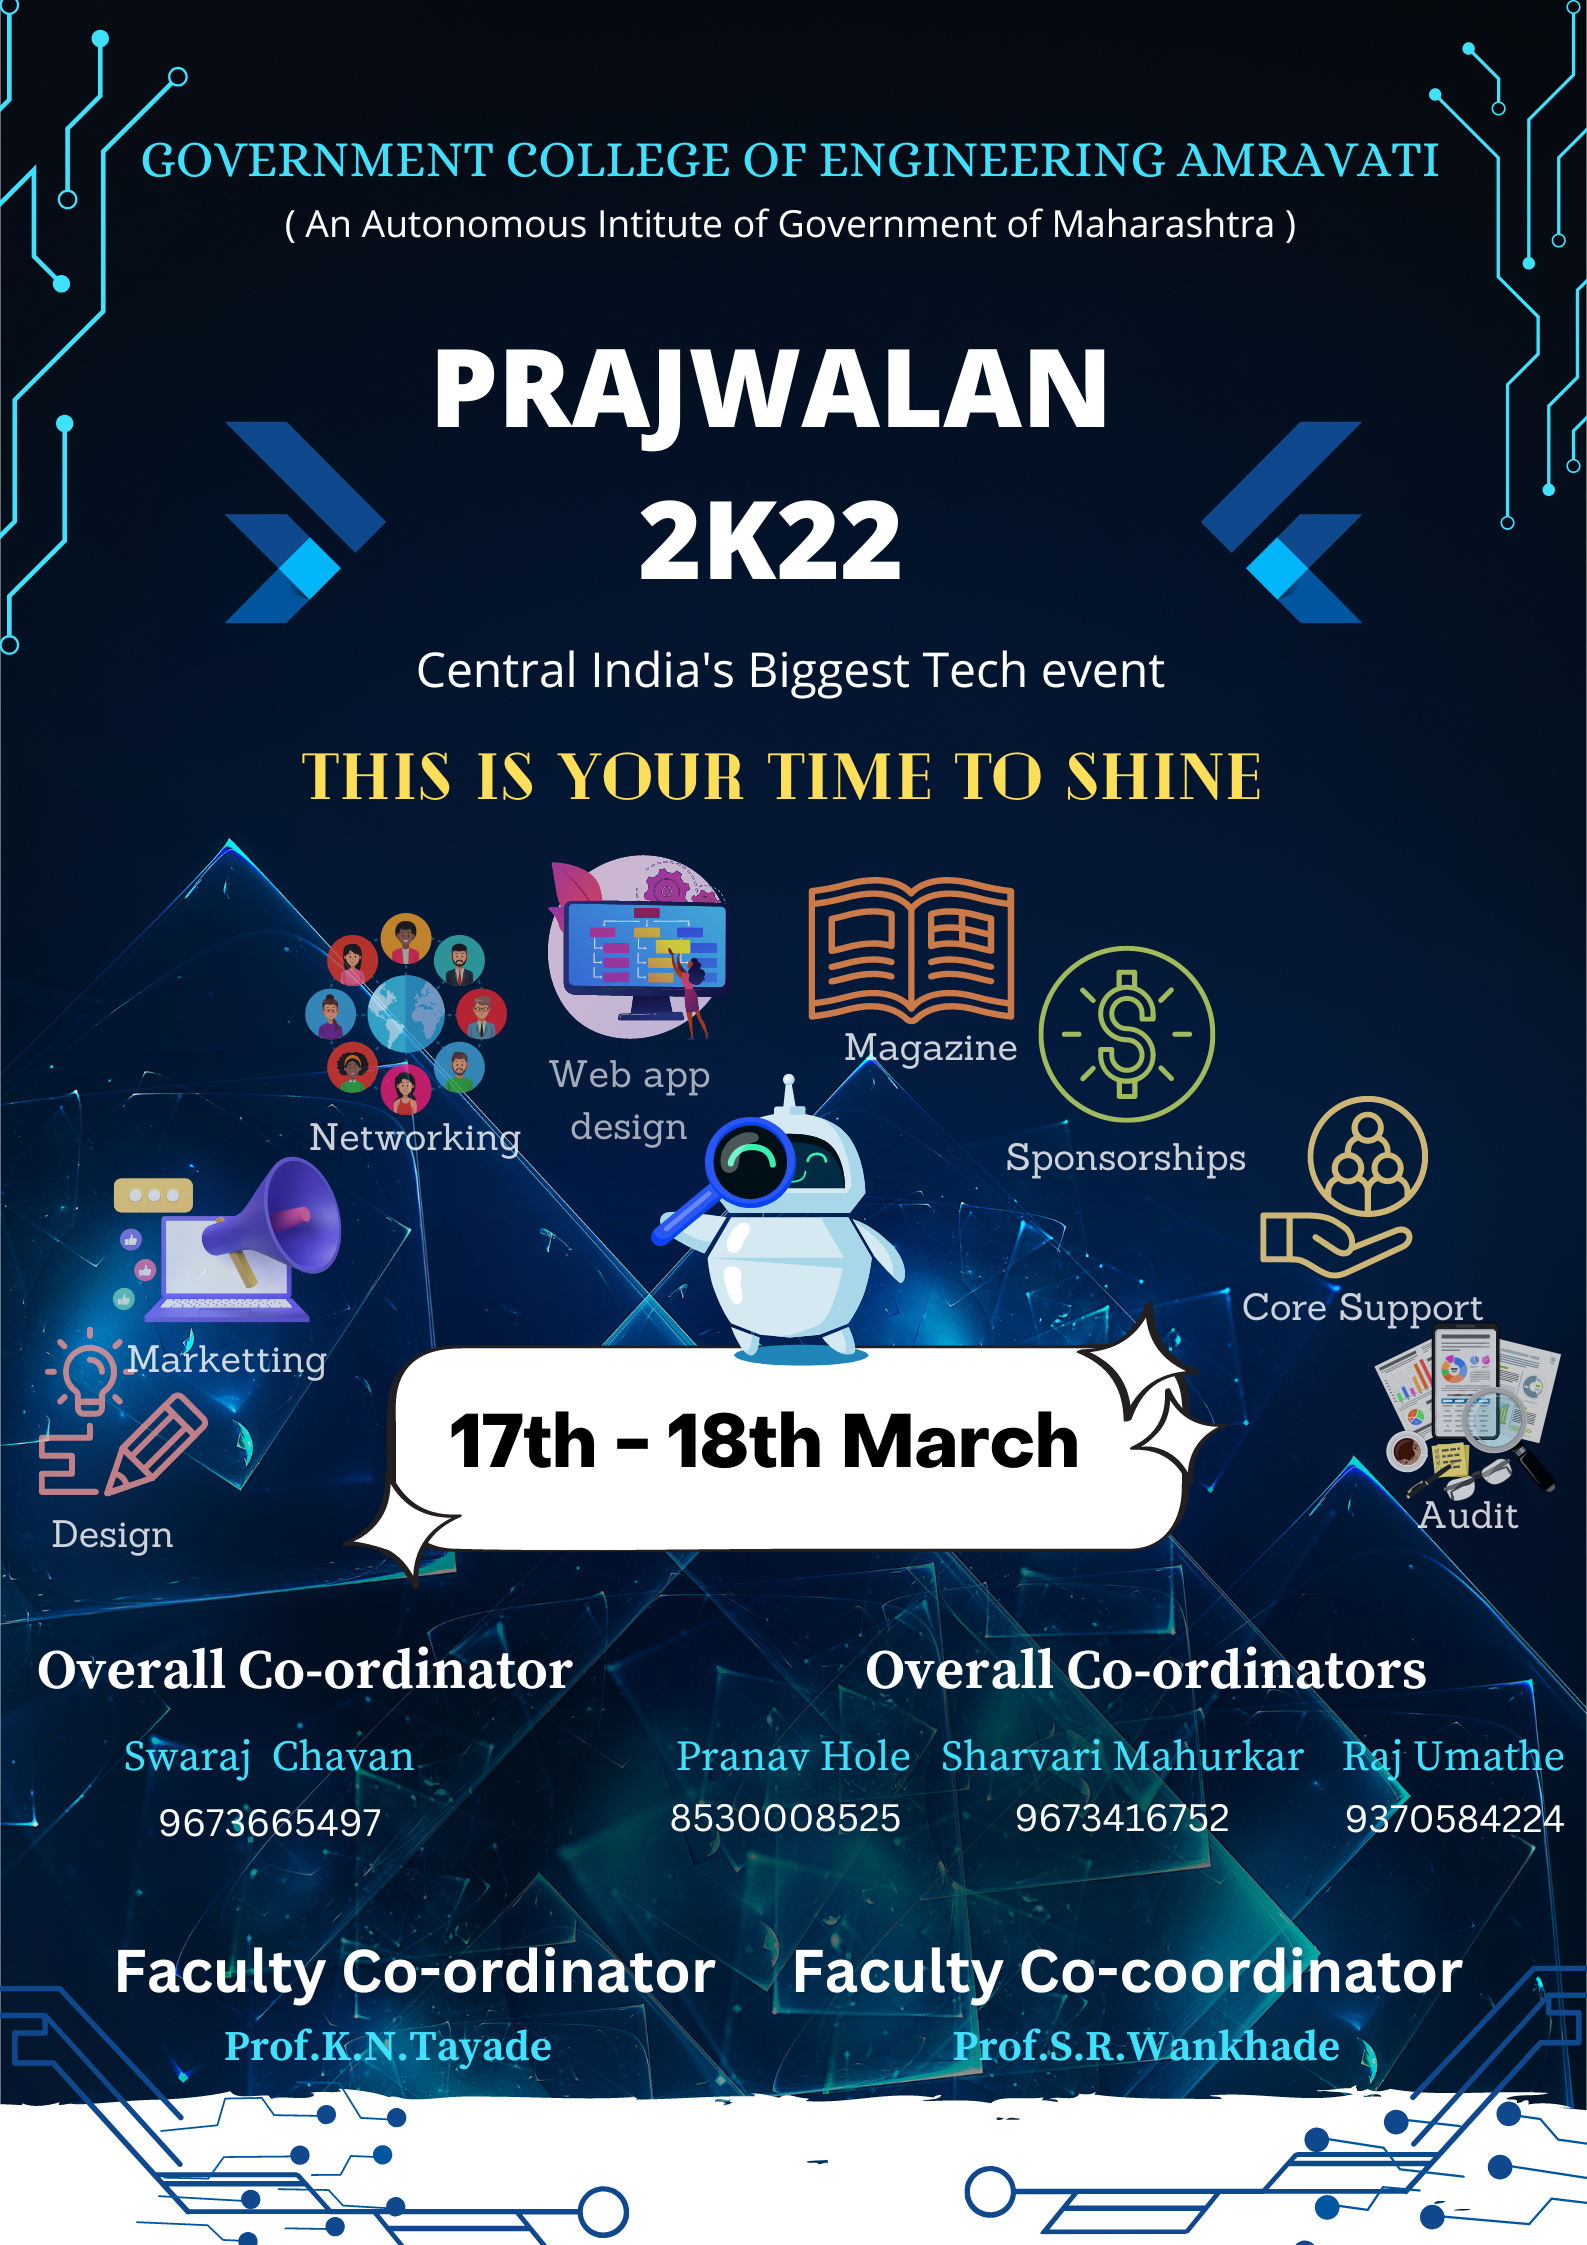 GOVERNMENT COLLEGE OF ENGINEERING AMRAVATI
( An Autonomous Intitute of Government of Maharashtra )
PRAJWALAN
2K22
Central India's Biggest Tech event
THIS IS YOUR TIME TO SHINE
Networking
Web app
design
Magazine
Sponsorships
Core Support
Marketting
Design
Audit
17th - 18th March
Overall Co-ordinator
Swaraj Chavan
9673665497
Overall Co-ordinators
Pranav Hole Sharvari Mahurkar Raj Umathe
8530008525 9673416752 9370584224
Faculty Co-ordinator
Prof.K.N.Tayade
Faculty Co-coordinator
Prof.S.R.Wankhade